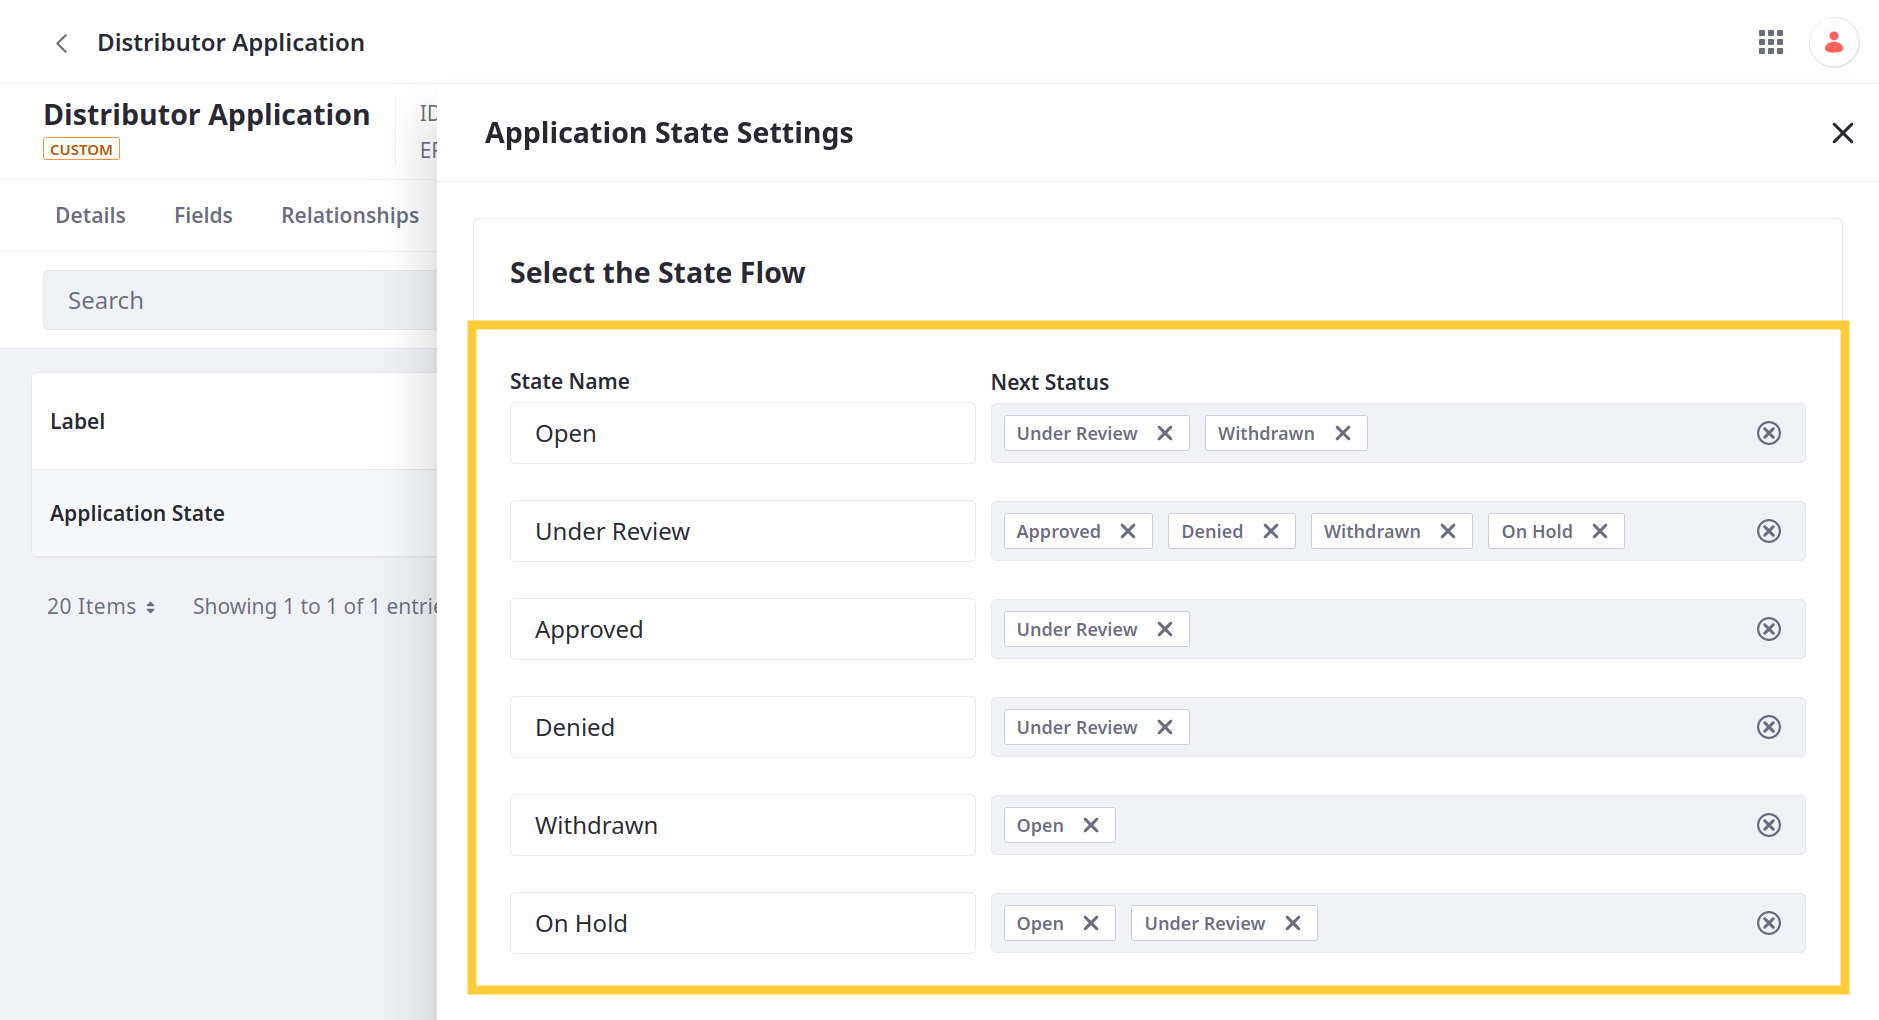 Distributor Application
Distributor Application
CUSTOM
ID
Details Fields Relationships
Search
Label
Application State
20 Items Showing 1 to 1 of 1
Application State Settings
Select the State Flow
State Name Next Status
Open Under Review Withdrawn
Under Review Approved Denied Withdrawn On Hold
Approved Under Review
Denied Under Review
Withdrawn Open
On Hold Open Under Review